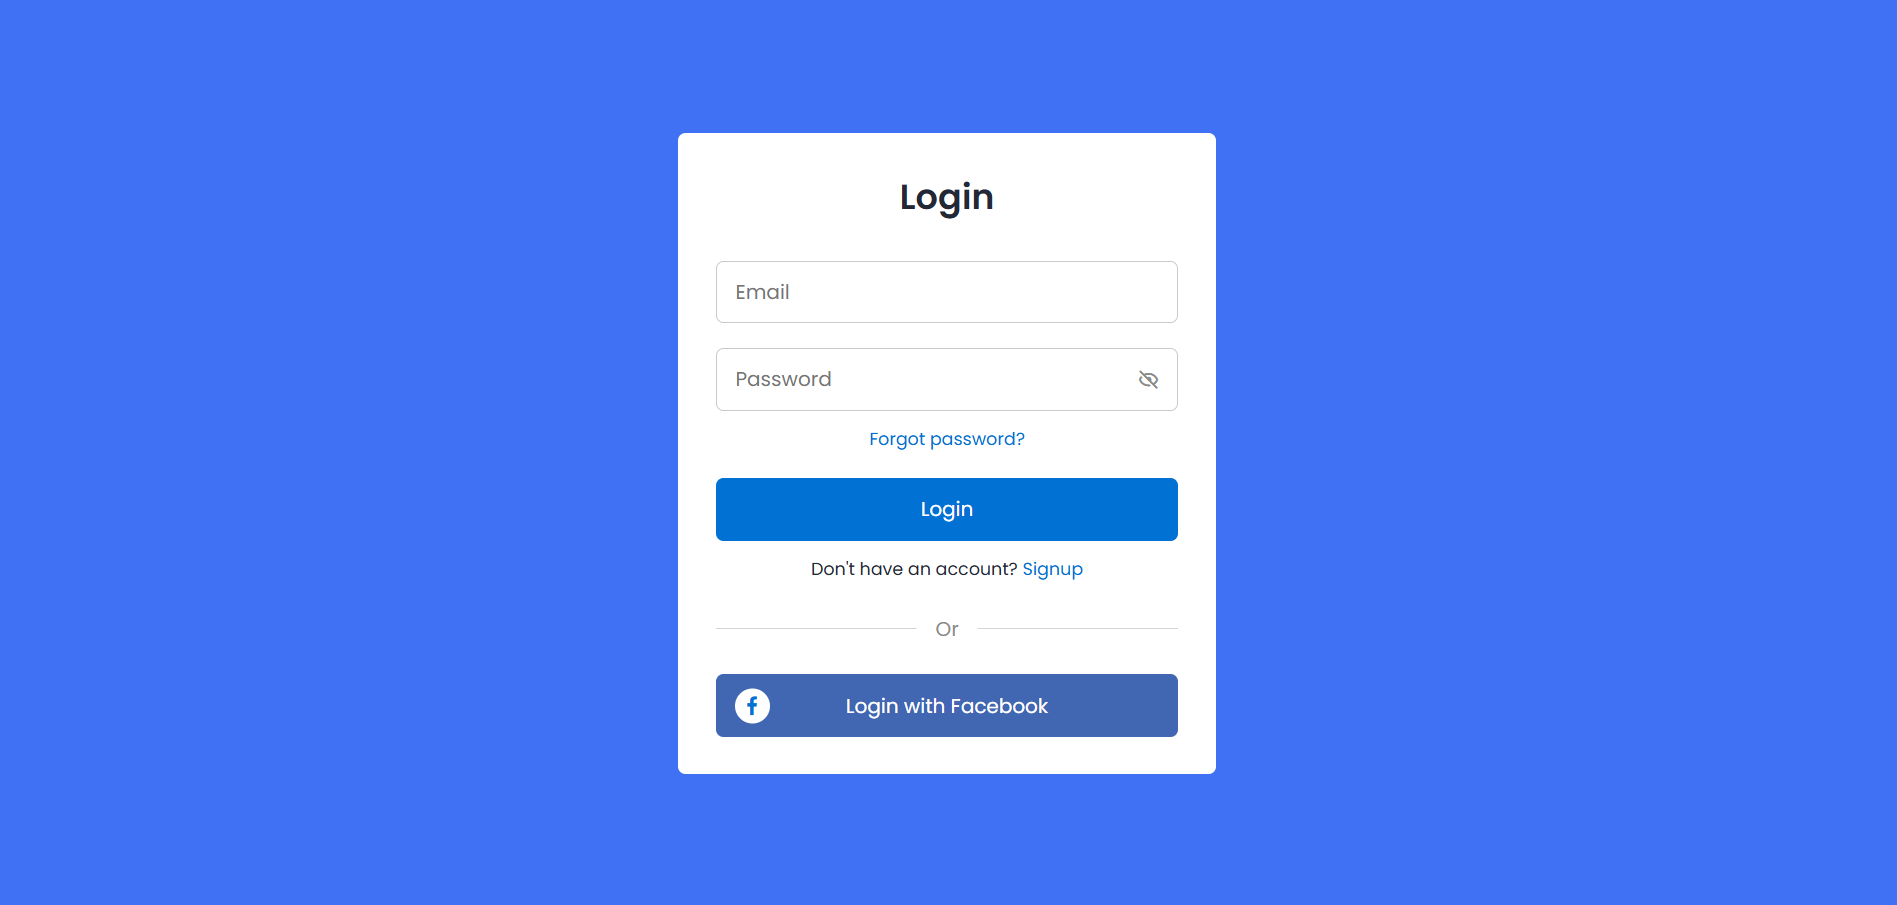 Login
Email
Password
Forgot password?
Login
Don't have an account? Signup
Or
Login with Facebook